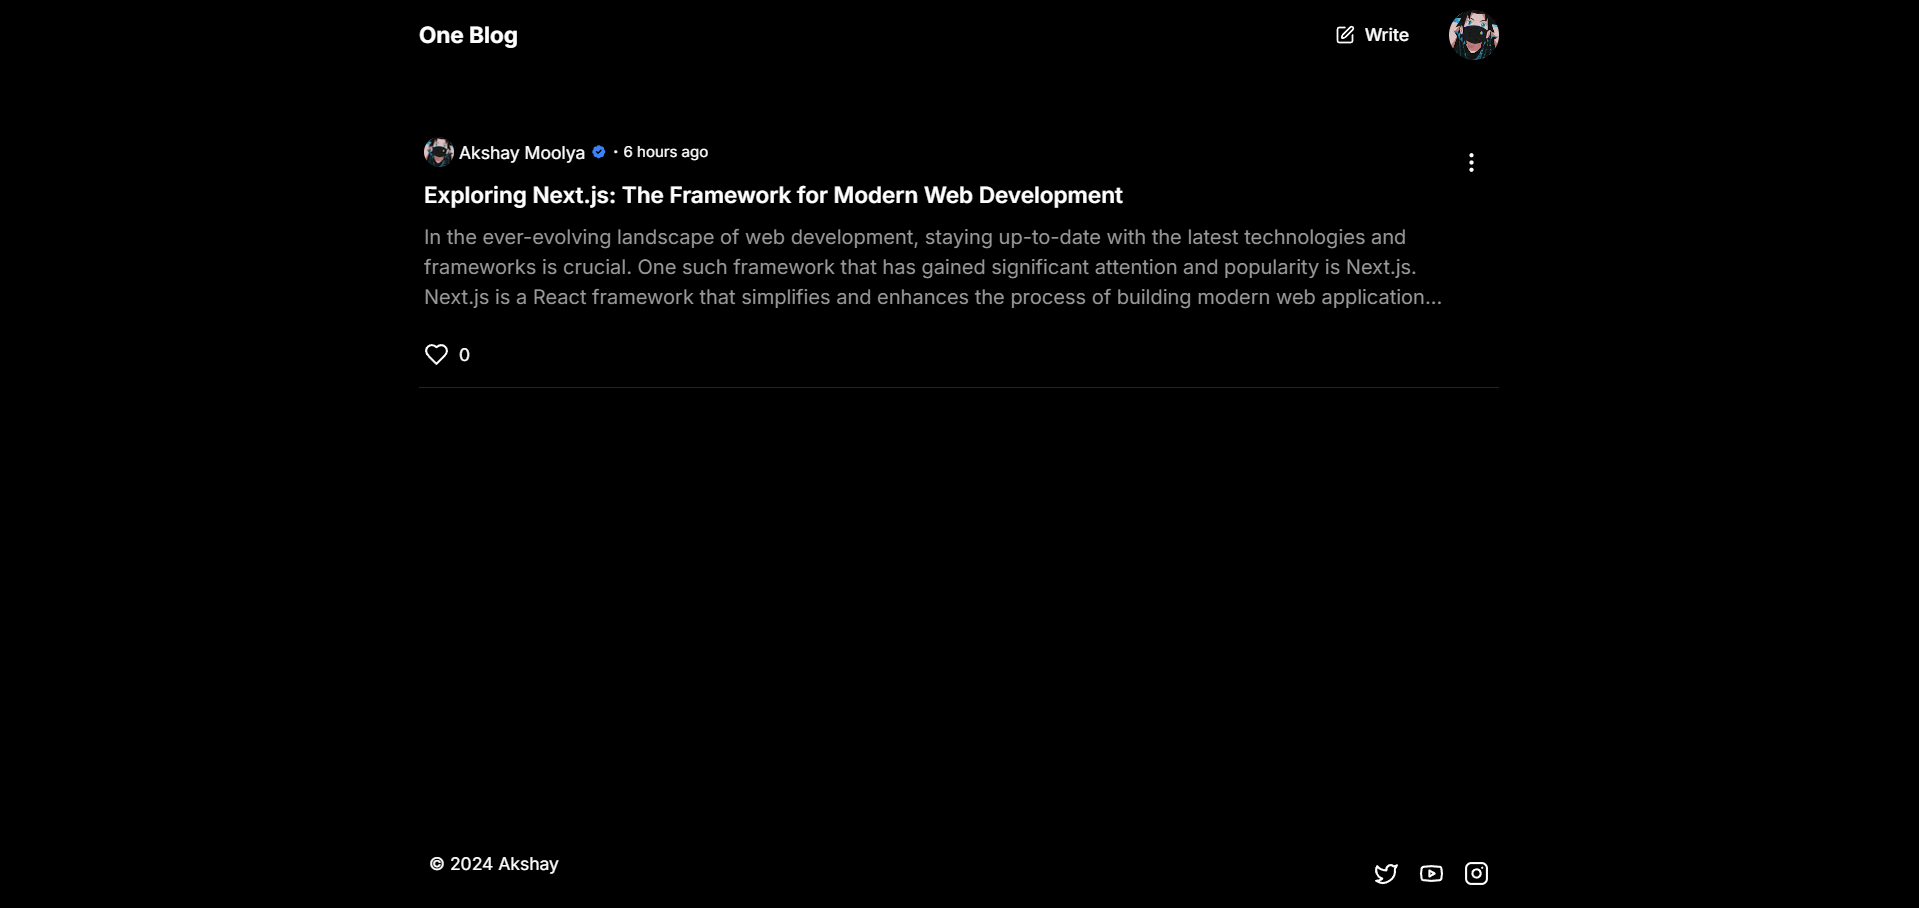 One Blog
Write
Akshay Moolya • 6 hours ago
Exploring Next.js: The Framework for Modern Web Development
In the ever-evolving landscape of web development, staying up-to-date with the latest technologies and
frameworks is crucial. One such framework that has gained significant attention and popularity is Next.js.
Next.js is a React framework that simplifies and enhances the process of building modern web application...
0
© 2024 Akshay